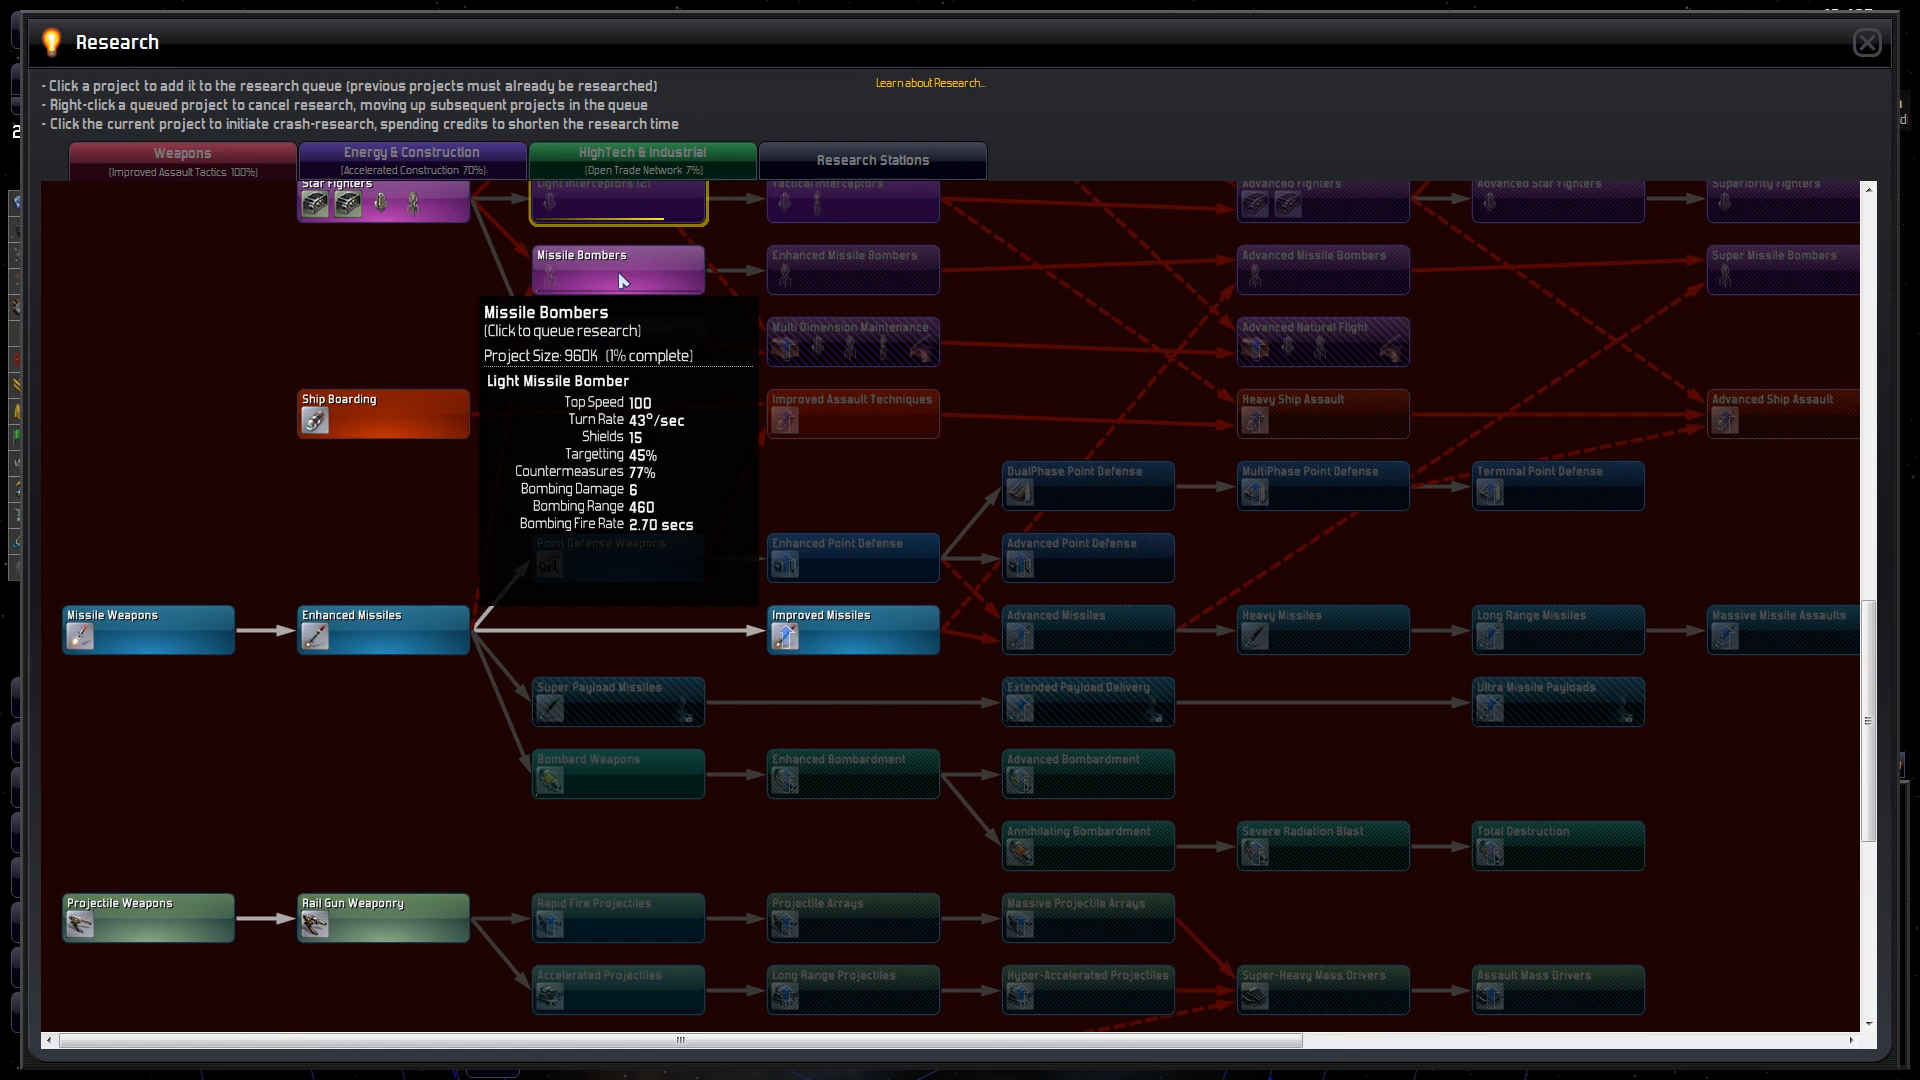 Research
- Click a project to add it to the research queue (previous projects must already be researched)
- Right-click a queued project to cancel research, moving up subsequent projects in the queue
- Click the current project to initiate crash-research, spending credits to shorten the research time
Learn about Research...
Weapons
(Improved Assault Tactics 100%)
Energy & Construction
(Accelerated Construction 70%)
HighTech & Industrial
(Open Trade Network 7%)
Research Stations
Star Fighters
Light Interceptors (2)
Tactical Interceptors
Advanced Fighters
Advanced Star Fighters
Superiority Fighters
Missile Bombers
Enhanced Missile Bombers
Advanced Missile Bombers
Super Missile Bombers
Missile Bombers
(Click to queue research)
Project Size: 960K (1% complete)
Light Missile Bomber
Top Speed 100
Turn Rate 43°/sec
Shields 15
Targetting 45%
Countermeasures 77%
Bombing Damage 6
Bombing Range 460
Bombing Fire Rate 2.70 secs
Multi Dimension Maintenance
Advanced Natural Flight
Ship Boarding
Improved Assault Techniques
Heavy Ship Assault
Advanced Ship Assault
DualPhase Point Defense
MultiPhase Point Defense
Terminal Point Defense
Point Defense Weapons
Enhanced Point Defense
Advanced Point Defense
Missile Weapons
Enhanced Missiles
Improved Missiles
Advanced Missiles
Heavy Missiles
Long Range Missiles
Massive Missile Assaults
Super Payload Missiles
Extended Payload Delivery
Ultra Missile Payloads
Bombard Weapons
Enhanced Bombardment
Advanced Bombardment
Annihilating Bombardment
Severe Radiation Blast
Total Destruction
Projectile Weapons
Rail Gun Weaponry
Rapid Fire Projectiles
Projectile Arrays
Massive Projectile Arrays
Accelerated Projectiles
Long Range Projectiles
Hyper-Accelerated Projectiles
Super-Heavy Mass Drivers
Assault Mass Drivers